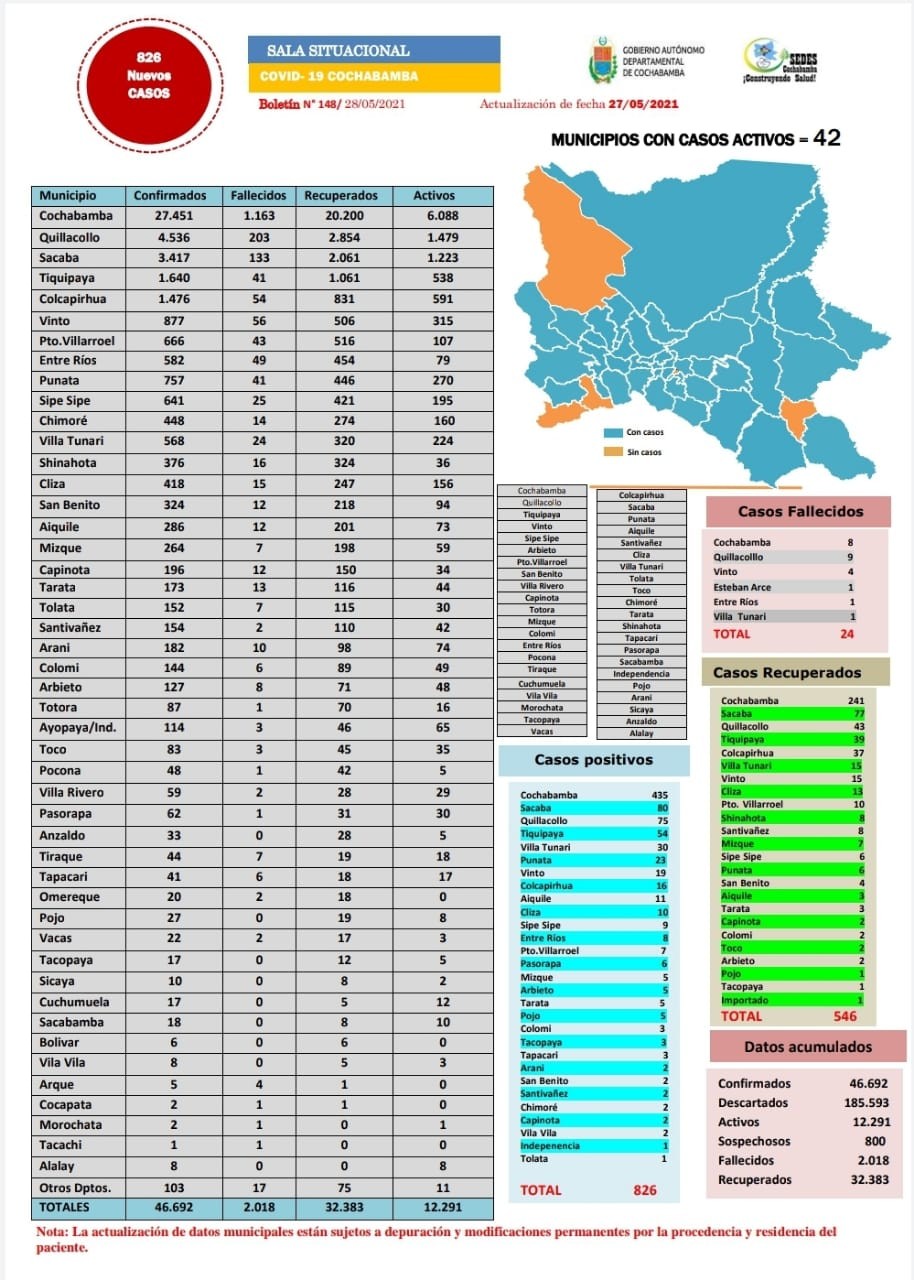 826
Nuevos
CASOS
SALA SITUACIONAL
COVID- 19 COCHABAMBA
Boletín N° 148/ 28/05/2021
Actualización de fecha 27/05/2021
GOBIERNO AUTÓNOMO
DEPARTAMENTAL
DE COCHABAMBA
SEDES
Cochabamba
¡Construyendo Salud!
MUNICIPIOS CON CASOS ACTIVOS = 42
Municipio Confirmados Fallecidos Recuperados Activos
Cochabamba 27.451 1.163 20.200 6.088
Quillacollo 4.536 203 2.854 1.479
Sacaba 3.417 133 2.061 1.223
Tiquipaya 1.640 41 1.061 538
Colcapirhua 1.476 54 831 591
Vinto 877 56 506 315
Pto.Villarroel 666 43 516 107
Entre Ríos 582 49 454 79
Punata 757 41 446 270
Sipe Sipe 641 25 421 195
Chimoré 448 14 274 160
Villa Tunari 568 24 320 224
Shinahota 376 16 324 36
Cliza 418 15 247 156
San Benito 324 12 218 94
Aiquile 286 12 201 73
Mizque 264 7 198 59
Capinota 196 12 150 34
Tarata 173 13 116 44
Tolata 152 7 115 30
Santivañez 154 2 110 42
Arani 182 10 98 74
Colomi 144 6 89 49
Arbieto 127 8 71 48
Totora 87 1 70 16
Ayopaya/Ind. 114 3 46 65
Toco 83 3 45 35
Pocona 48 1 42 5
Villa Rivero 59 2 28 29
Pasorapa 62 1 31 30
Anzaldo 33 0 28 5
Tiraque 44 7 19 18
Tapacari 41 6 18 17
Omereque 20 2 18 0
Pojo 27 0 19 8
Vacas 22 2 17 3
Tacopaya 17 0 12 5
Sicaya 10 0 8 2
Cuchumuela 17 0 5 12
Sacabamba 18 0 8 10
Bolivar 6 0 6 0
Vila Vila 8 0 5 3
Arque 5 4 1 0
Cocapata 2 1 1 0
Morochata 2 1 0 1
Tacachi 1 1 0 0
Alalay 8 0 0 8
Otros Dptos. 103 17 75 11
TOTALES 46.692 2.018 32.383 12.291
Con casos
Sin casos
Cochabamba
Quillacollo
Tiquipaya
Vinto
Sipe Sipe
Arbieto
Pto.Villarroel
San Benito
Villa Rivero
Capinota
Totora
Mizque
Colomi
Entre Ríos
Pocona
Tiraque
Cuchumuela
Vila Vila
Morochata
Tacopaya
Vacas
Colcapirhua
Sacaba
Punata
Aiquile
Santivañez
Cliza
Villa Tunari
Tolata
Toco
Chimoré
Tarata
Shinahota
Tapacarí
Pasorapa
Sacabamba
Independencia
Pojo
Arani
Sicaya
Anzaldo
Alalay
Casos positivos
Cochabamba 435
Sacaba 80
Quillacollo 75
Tiquipaya 54
Villa Tunari 30
Punata 23
Vinto 19
Colcapirhua 16
Aiquile 11
Cliza 10
Sipe Sipe 9
Entre Ríos 8
Pto.Villarroel 7
Pasorapa 6
Mizque 5
Arbieto 5
Tarata 5
Pojo 5
Colomi 3
Tacopaya 3
Tapacari 3
Arani 2
San Benito 2
Santivañez 2
Chimoré 2
Capinota 2
Vila Vila 2
Indepenencia 1
Tolata 1
TOTAL 826
Casos Fallecidos
Cochabamba 8
Quillacolllo 9
Vinto 4
Esteban Arce 1
Entre Ríos 1
Villa Tunari 1
TOTAL 24
Casos Recuperados
Cochabamba 241
Sacaba 77
Quillacollo 43
Tiquipaya 39
Colcapirhua 37
Villa Tunari 15
Vinto 15
Cliza 13
Pto. Villarroel 10
Shinahota 8
Santivañez 8
Mizque 7
Sipe Sipe 6
Punata 6
San Benito 4
Aiquile 3
Tarata 3
Capinota 2
Colomi 2
Toco 2
Arbieto 2
Pojo 1
Tacopaya 1
Importado 1
TOTAL 546
Datos acumulados
Confirmados 46.692
Descartados 185.593
Activos 12.291
Sospechosos 800
Fallecidos 2.018
Recuperados 32.383
Nota: La actualización de datos municipales están sujetos a depuración y modificaciones permanentes por la procedencia y residencia del
paciente.